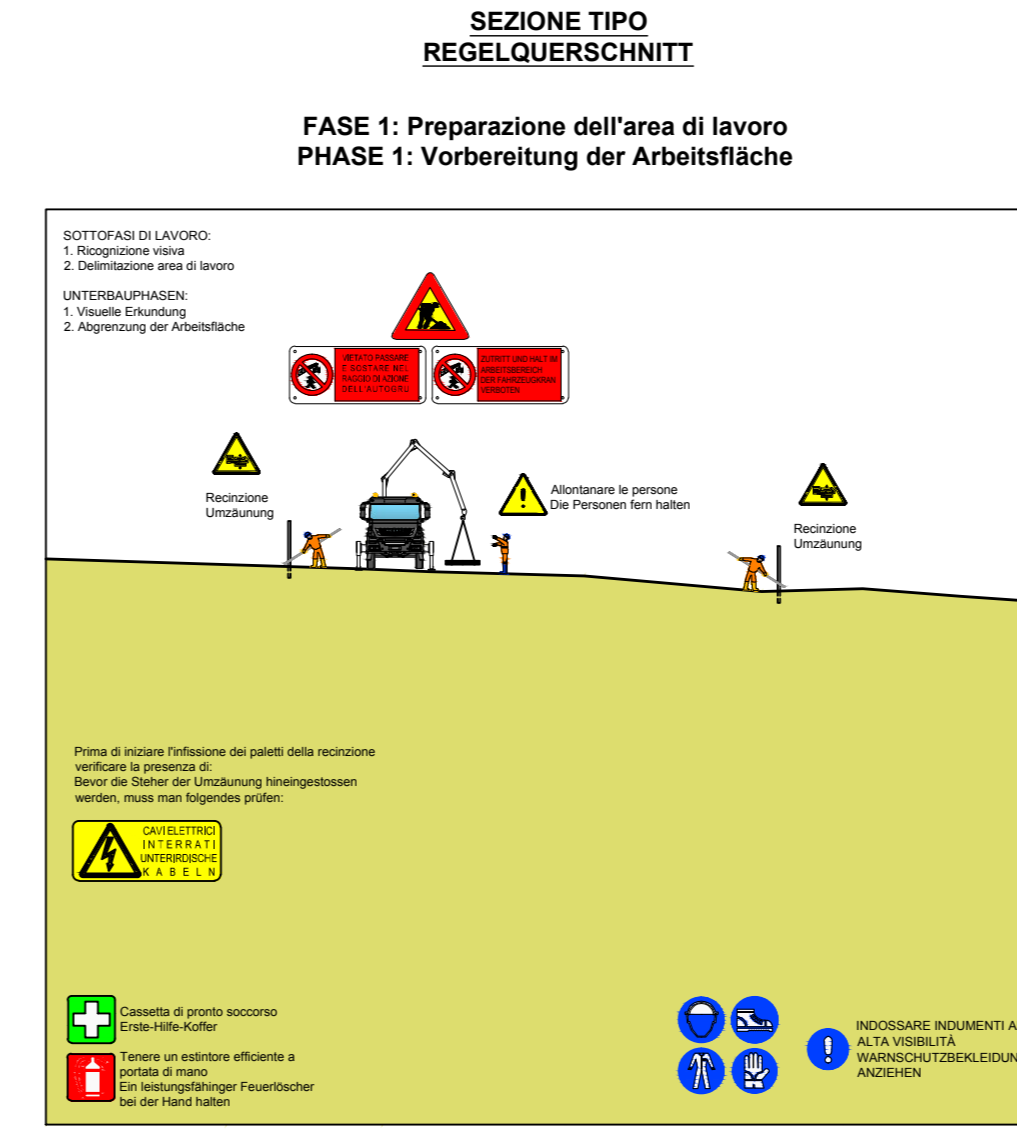 SEZIONE TIPO
REGELQUERSCHNITT
FASE 1: Preparazione dell'area di lavoro
PHASE 1: Vorbereitung der Arbeitsfläche
SOTTOFASI DI LAVORO:
1. Ricognizione visiva
2. Delimitazione area di lavoro
UNTERBAUPHASEN:
1. Visuelle Erkundung
2. Abgrenzung der Arbeitsfläche
VIETATO PASSARE
E SOSTARE NEL
RAGGIO DI AZIONE
DELL'AUTOGRU
ZUTRITT UND HALT IM
ARBEITSBEREICH
DER FAHRZEUGKRAN
VERBOTEN
Recinzione
Umzäunung
Allontanare le persone
Die Personen fern halten
Recinzione
Umzäunung
Prima di iniziare l'infissione dei paletti della recinzione
verificare la presenza di:
Bevor die Steher der Umzäunung hineingestossen
werden, muss man folgendes prüfen:
CAVI ELETTRICI
INTERRATI
UNTERIRDISCHE
KABELN
Cassetta di pronto soccorso
Erste-Hilfe-Koffer
Tenere un estintore efficiente a
portata di mano
Ein leistungsfähinger Feuerlöscher
bei der Hand halten
INDOSSARE INDUMENTI A
ALTA VISIBILITÀ
WARNSCHUTZBEKLEIDUN
ANZIEHEN